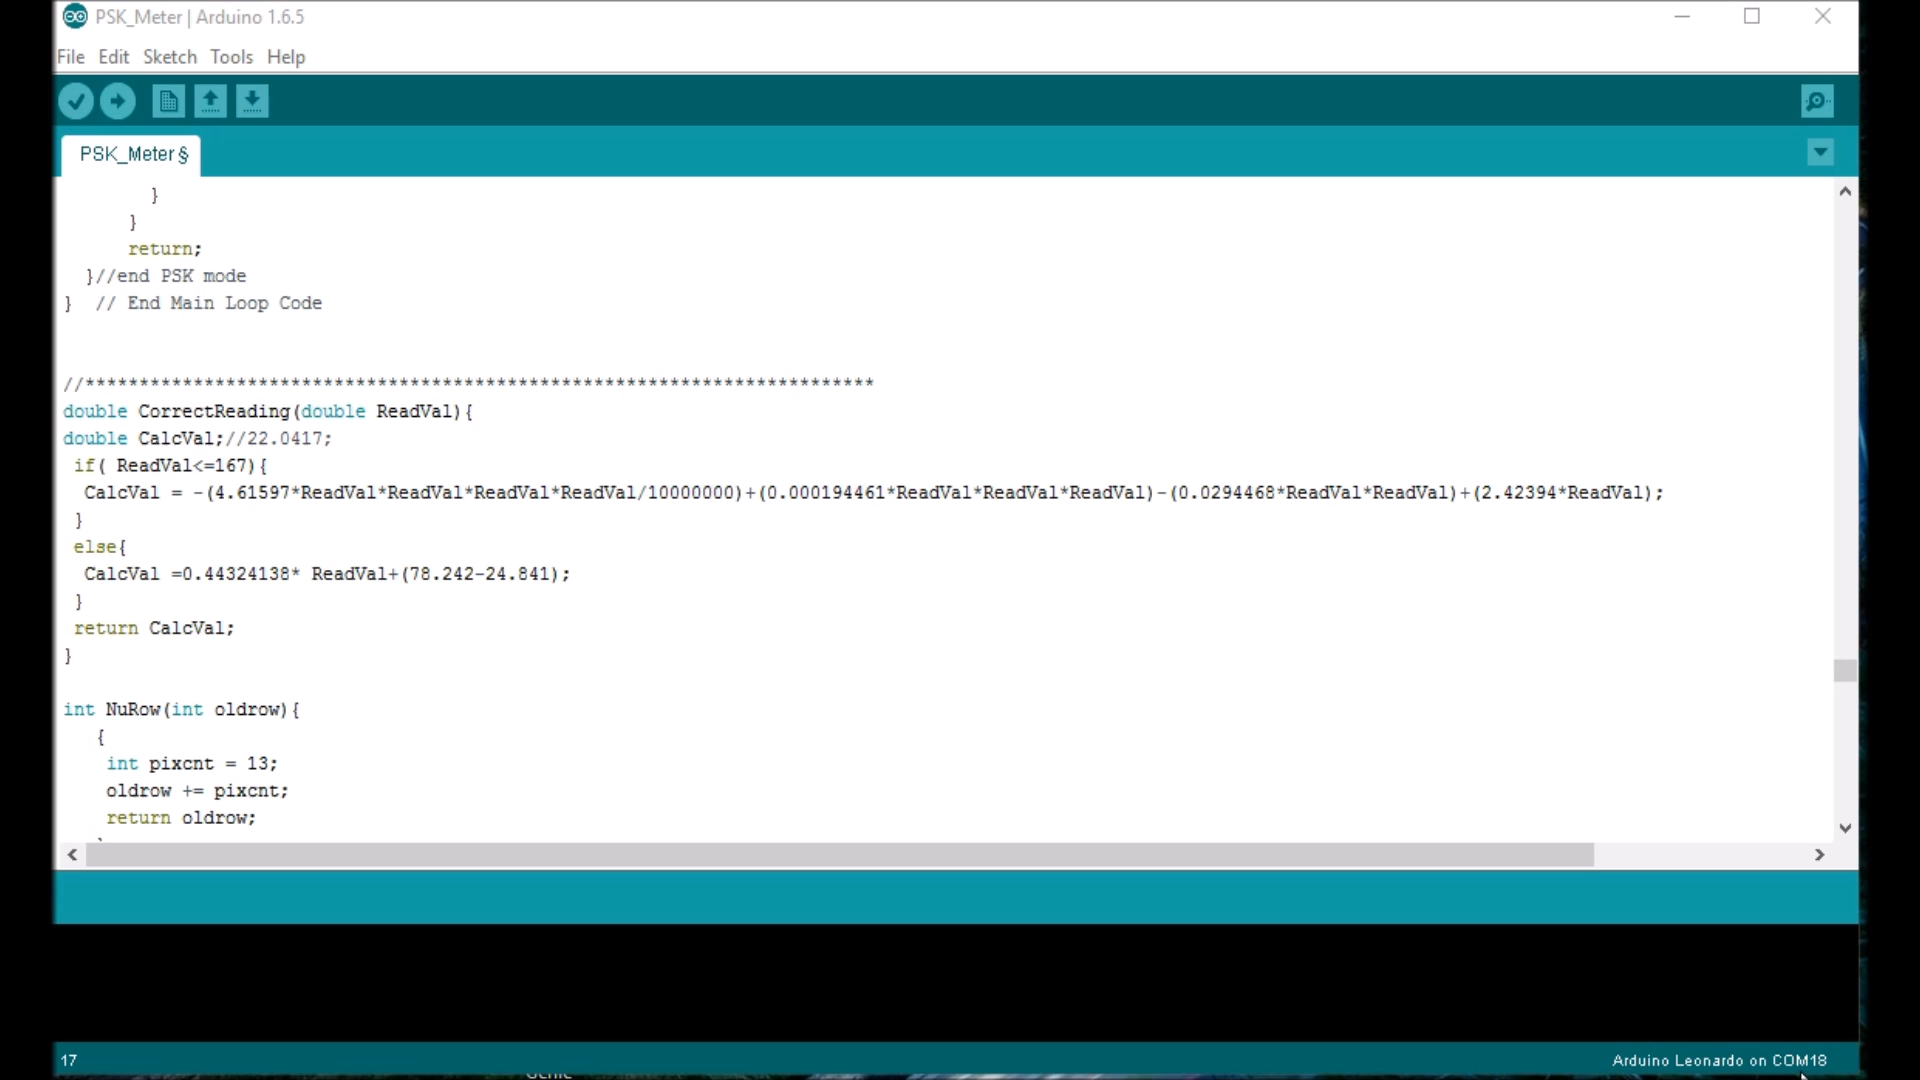 PSK_Meter | Arduino 1.6.5
File Edit Sketch Tools Help
PSK_Meter§
}
}
return;
}//end PSK mode
} // End Main Loop Code
//**************************************************************************
double CorrectReading(double ReadVal){
double CalcVal;//22.0417;
if( ReadVal<=167){
CalcVal = -(4.61597*ReadVal*ReadVal*ReadVal*ReadVal/10000000)+(0.000194461*ReadVal*ReadVal*ReadVal)-(0.0294468*ReadVal*ReadVal)+(2.42394*ReadVal);
}
else{
CalcVal =0.44324138* ReadVal+(78.242-24.841);
}
return CalcVal;
}
int NuRow(int oldrow){
{
int pixcnt = 13;
oldrow += pixcnt;
return oldrow;
17
Arduino Leonardo on COM18